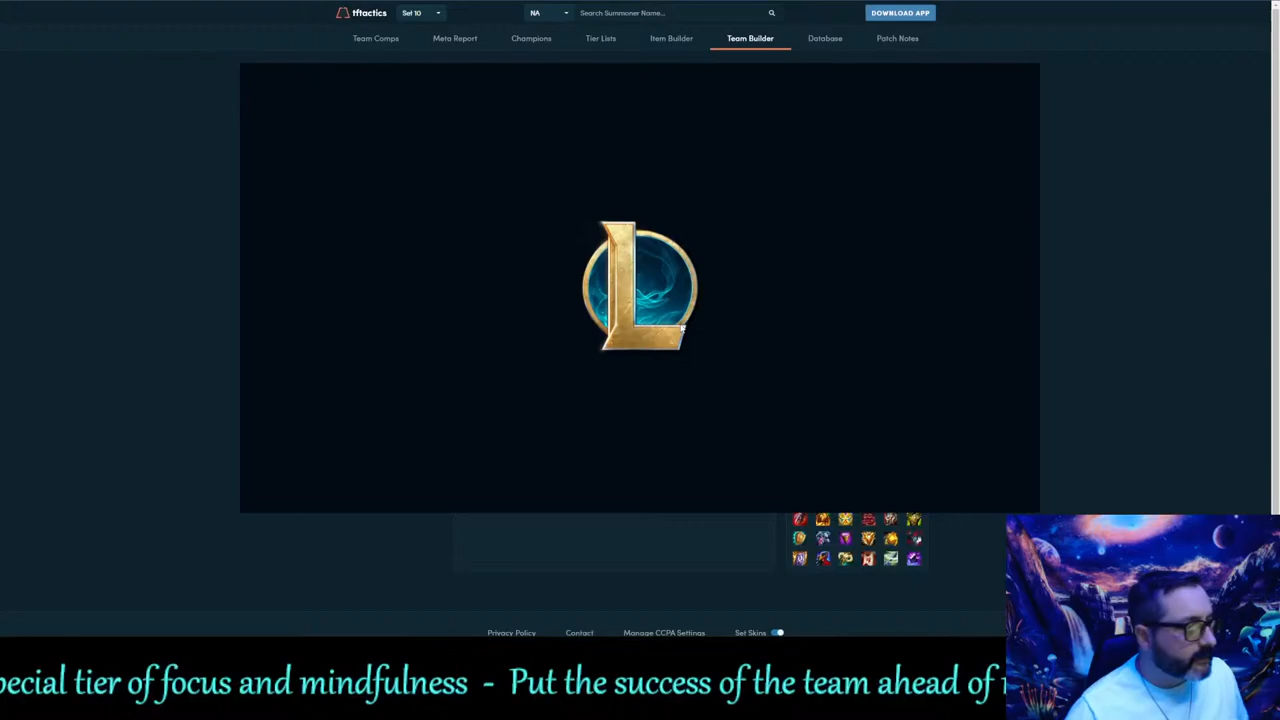 tftactics
Set 10
NA
Search Summoner Name...
DOWNLOAD APP
Team Comps
Meta Report
Champions
Tier Lists
Item Builder
Team Builder
Database
Patch Notes
L
Privacy Policy
Contact
Manage CCPA Settings
Set Skins
pecial tier of focus and mindfulness - Put the success of the team ahead of